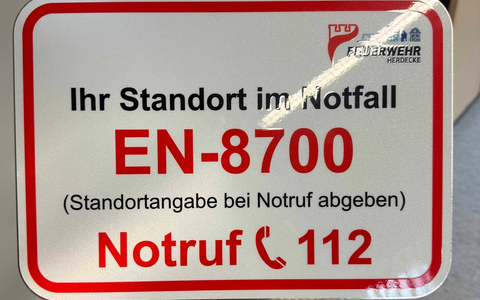 FEUERWEHR
HERDECKE
Ihr Standort im Notfall
EN-8700
(Standortangabe bei Notruf abgeben)
Notruf 112